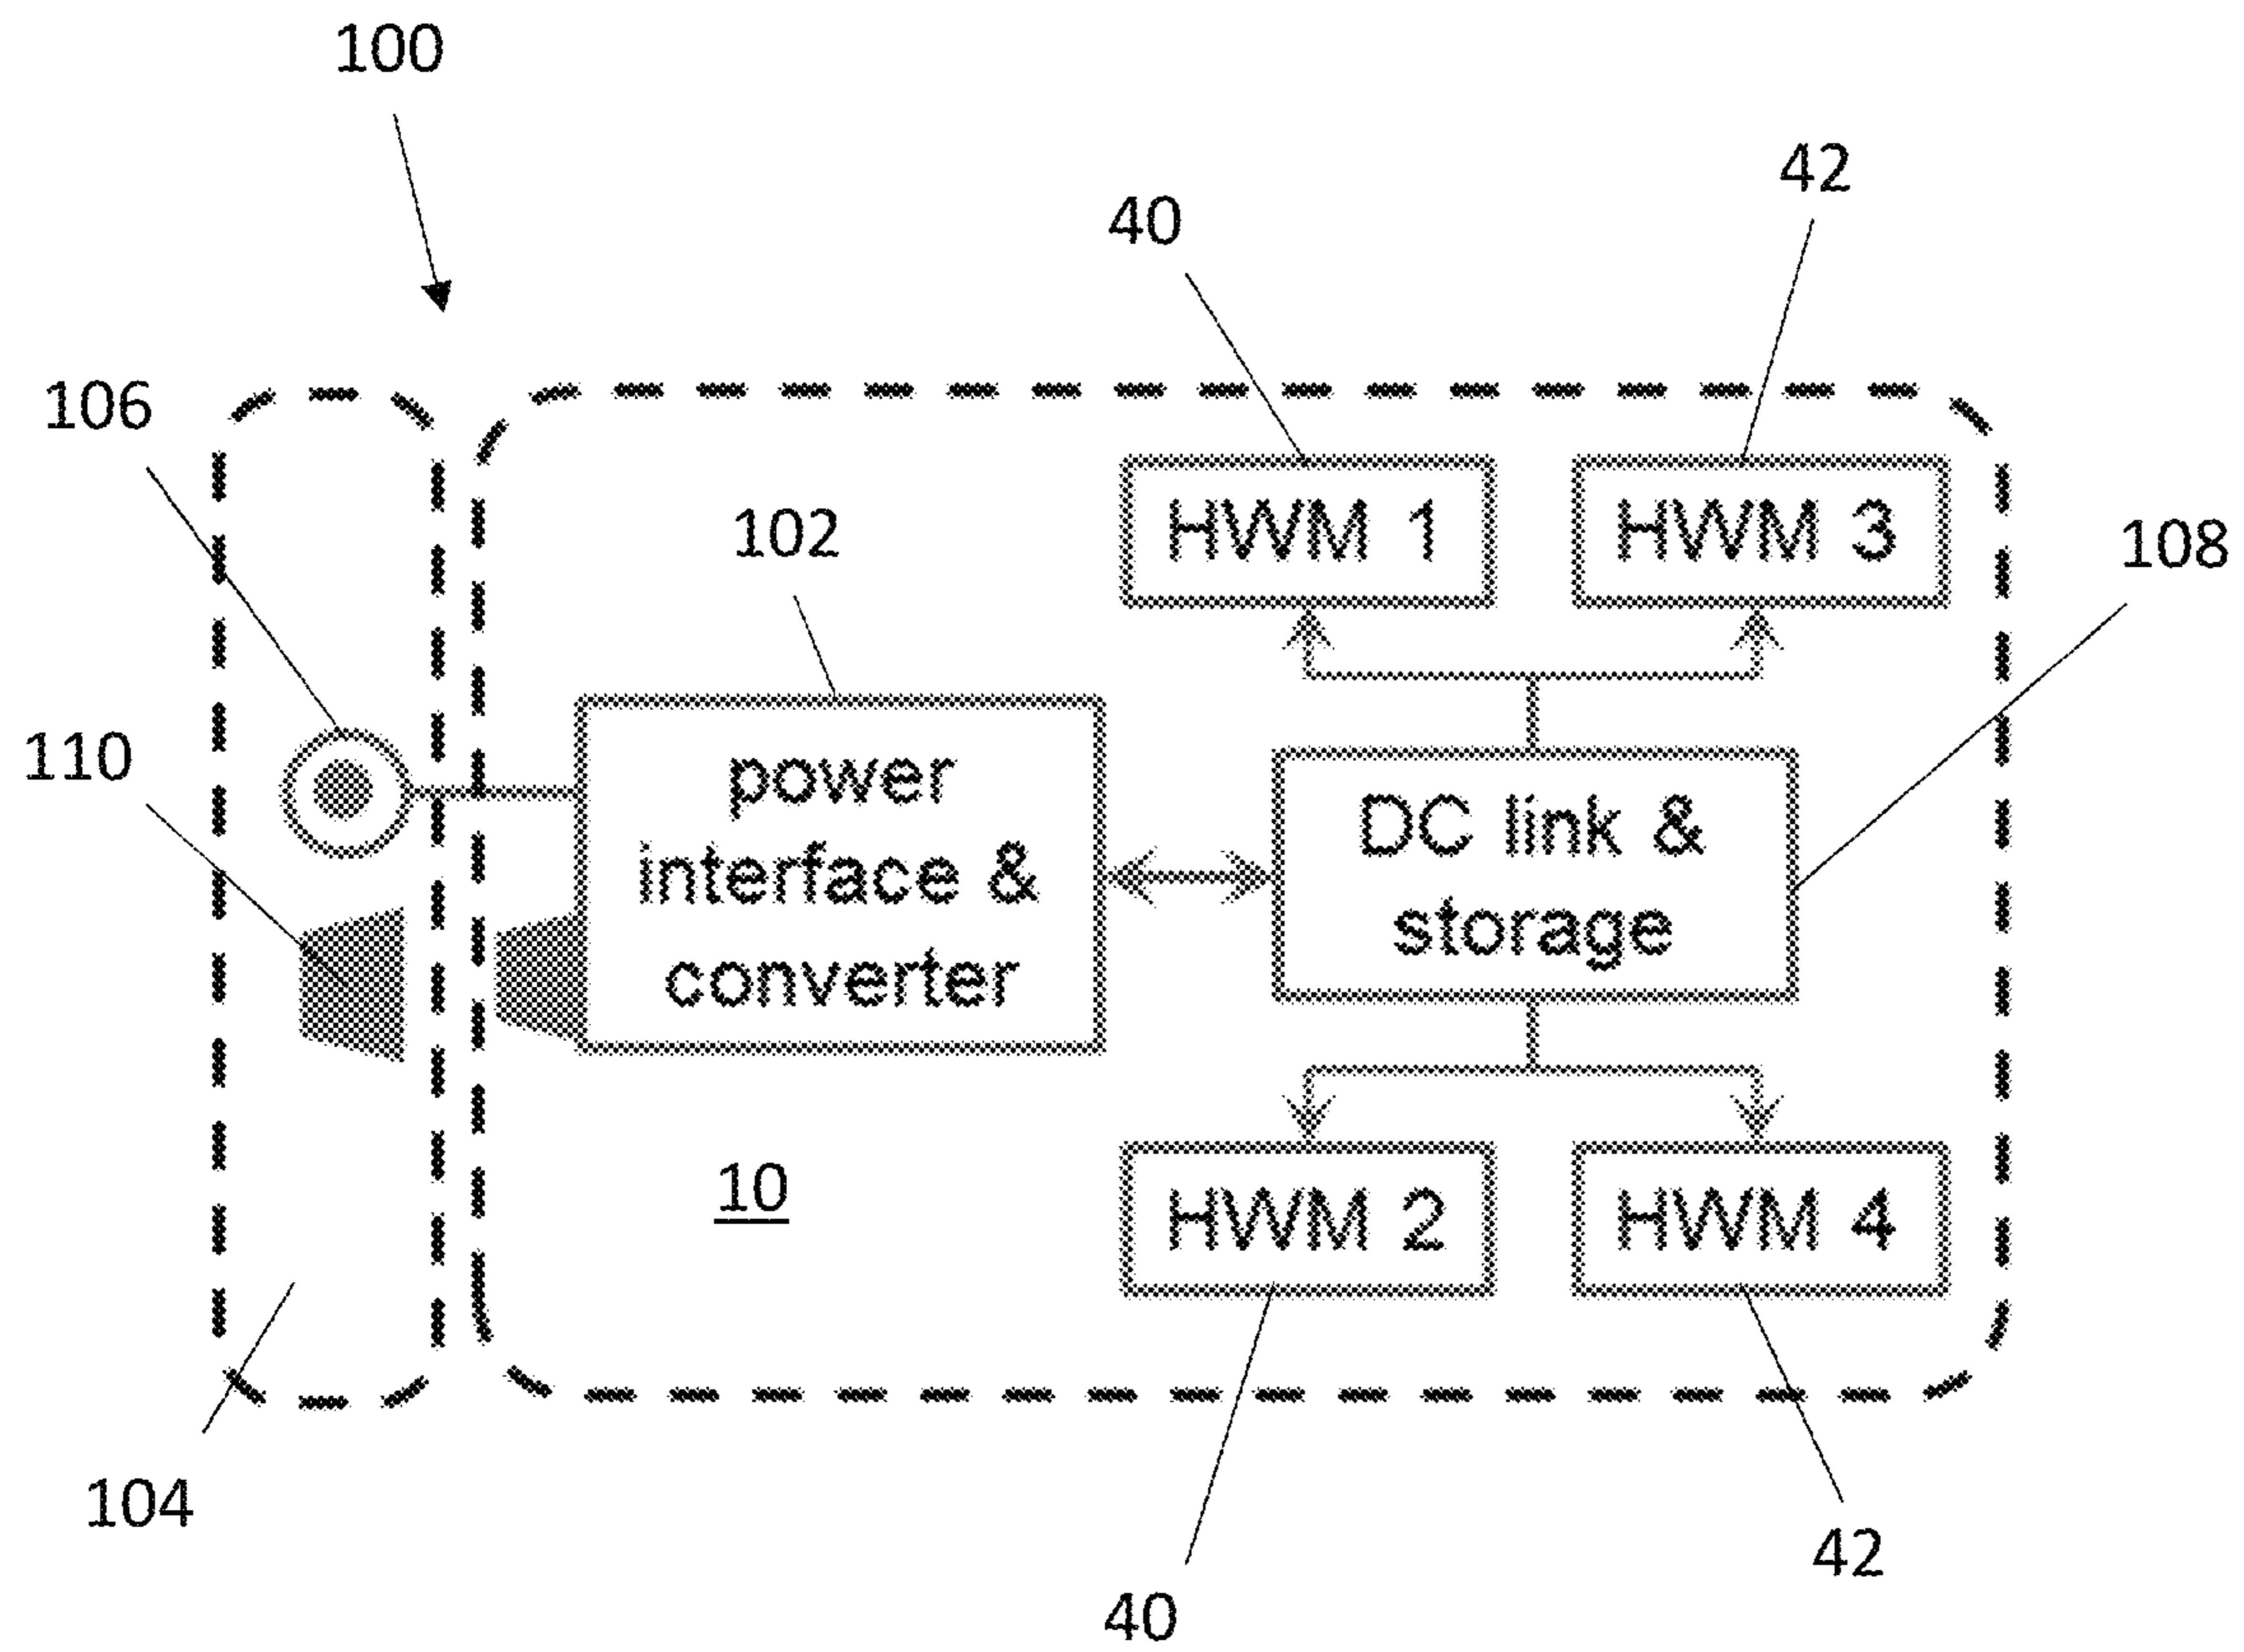 100
42
40
106
HWM 1
HWM 3
102
108
110
power
interface &
converter
DC link &
storage
10
HWM 2
HWM 4
104
42
40